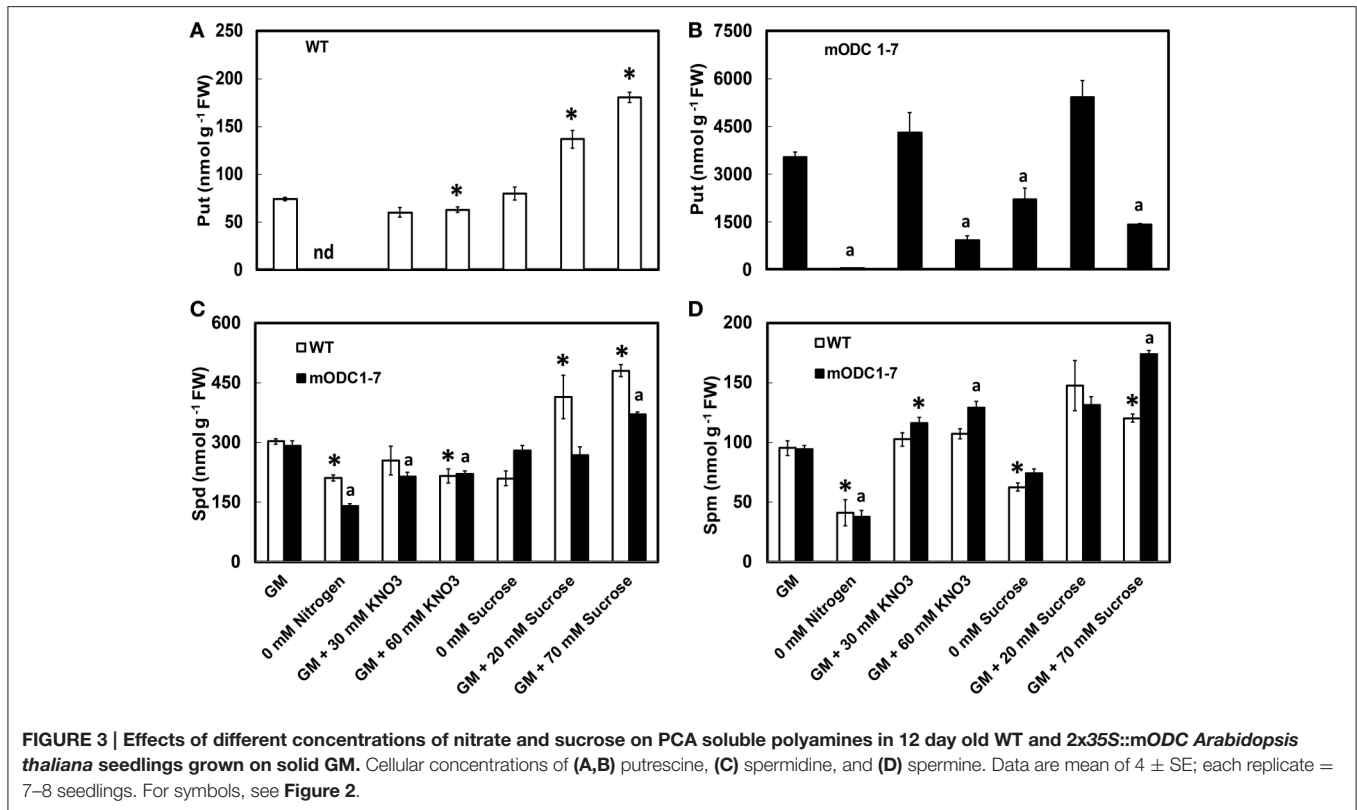 A
WT
Put (nmol g⁻¹ FW)
250
200
150
100
50
0
nd
*
*
*
B
mODC 1-7
Put (nmol g⁻¹ FW)
7500
6000
4500
3000
1500
0
a
a
a
a
C
WT
mODC1-7
Spd (nmol g⁻¹ FW)
600
450
300
150
0
*
a
a
*
a
*
*
a
GM
0 mM Nitrogen
GM + 30 mM KNO3
GM + 60 mM KNO3
0 mM Sucrose
GM + 20 mM Sucrose
GM + 70 mM Sucrose
D
WT
mODC1-7
Spm (nmol g⁻¹ FW)
200
150
100
50
0
*
a
*
a
*
*
a
GM
0 mM Nitrogen
GM + 30 mM KNO3
GM + 60 mM KNO3
0 mM Sucrose
GM + 20 mM Sucrose
GM + 70 mM Sucrose
FIGURE 3 | Effects of different concentrations of nitrate and sucrose on PCA soluble polyamines in 12 day old WT and 2x35S::mODC Arabidopsis
thaliana seedlings grown on solid GM. Cellular concentrations of (A,B) putrescine, (C) spermidine, and (D) spermine. Data are mean of 4 ± SE; each replicate =
7–8 seedlings. For symbols, see Figure 2.